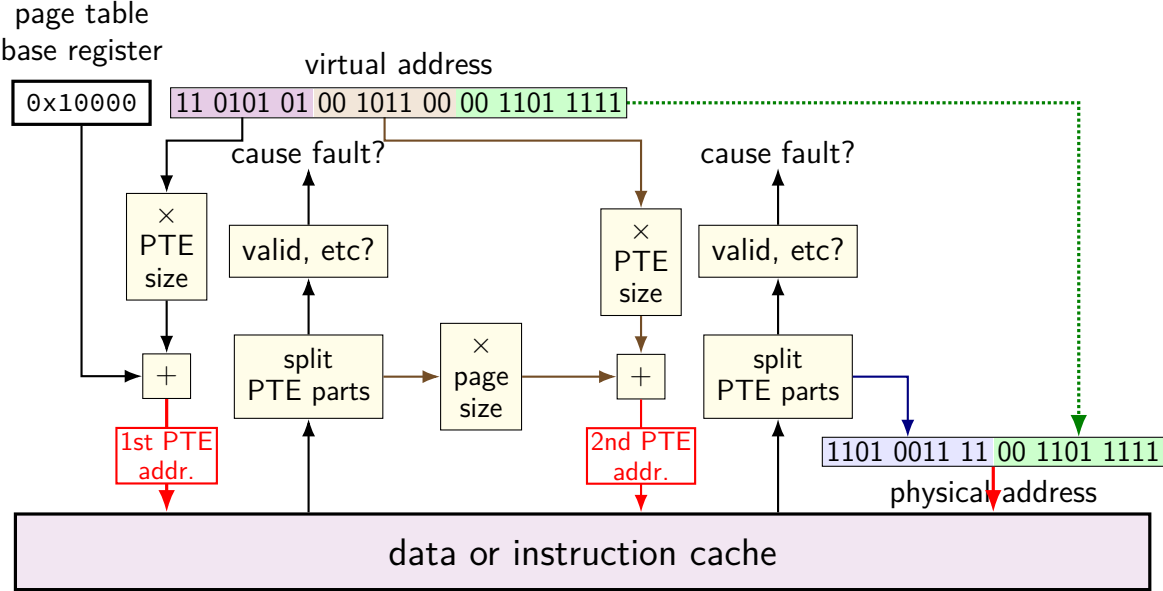 page table
base register
0x10000
virtual address
11 0101 01 00 1011 00 00 1101 1111
cause fault?
cause fault?
×
PTE
size
valid, etc?
×
PTE
size
valid, etc?
+
split
PTE parts
×
page
size
+
split
PTE parts
1st PTE
addr.
2nd PTE
addr.
1101 0011 11 00 1101 1111
physical address
data or instruction cache